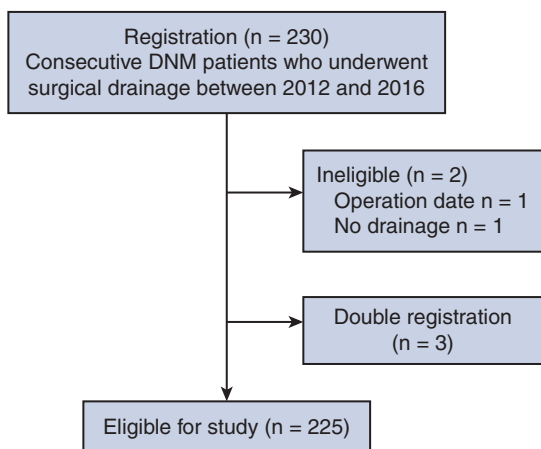 Registration (n = 230)
Consecutive DNM patients who underwent
surgical drainage between 2012 and 2016
Ineligible (n = 2)
Operation date n = 1
No drainage n = 1
Double registration
(n = 3)
Eligible for study (n = 225)